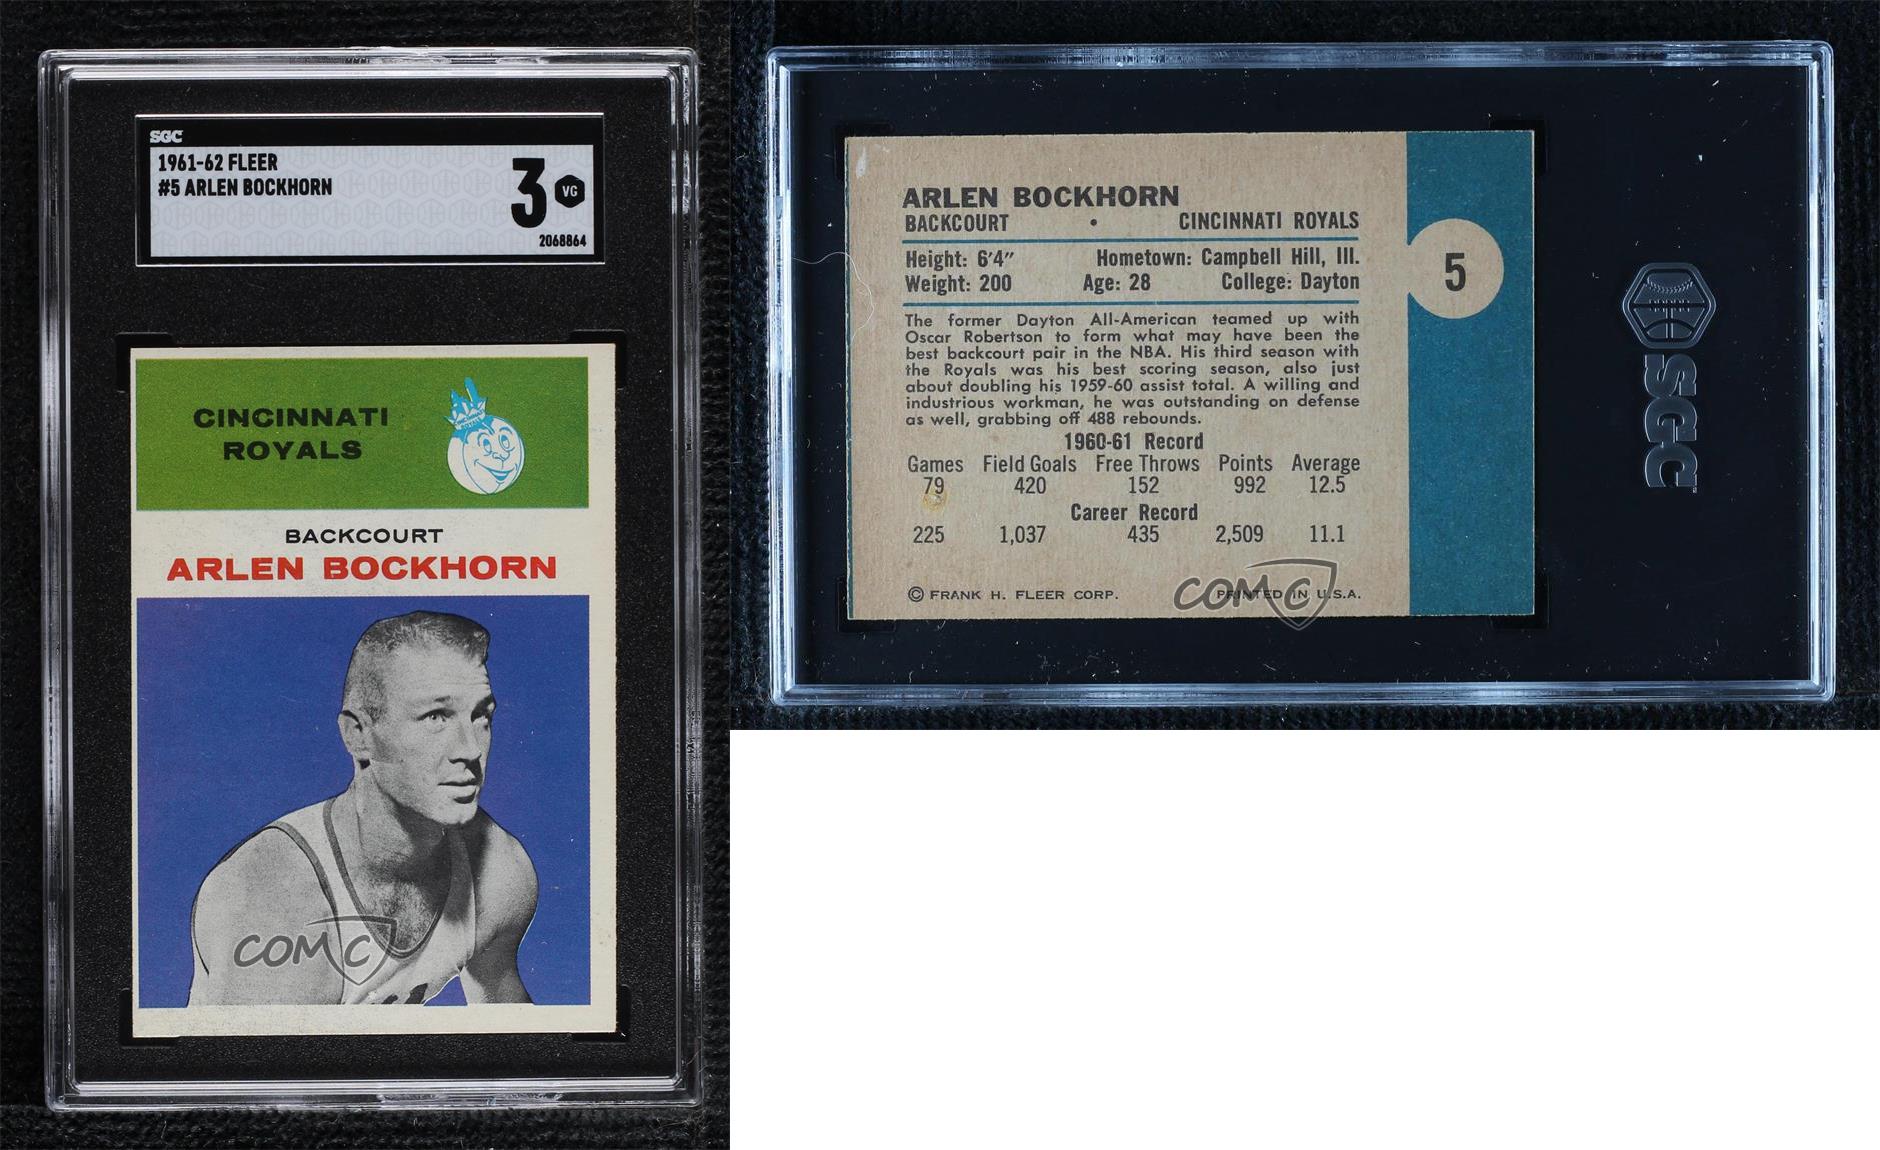 SGC
1961-62 FLEER
#5 ARLEN BOCKHORN
3
VG
2068864
CINCINNATI
ROYALS
BACKCOURT
ARLEN BOCKHORN
COMC
ARLEN BOCKHORN
BACKCOURT • CINCINNATI ROYALS
Height: 6'4" Hometown: Campbell Hill, Ill.
Weight: 200 Age: 28 College: Dayton
5
The former Dayton All-American teamed up with
Oscar Robertson to form what may have been the
best backcourt pair in the NBA. His third season with
the Royals was his best scoring season, also just
about doubling his 1959-60 assist total. A willing and
industrious workman, he was outstanding on defense
as well, grabbing off 488 rebounds.
1960-61 Record
Games Field Goals Free Throws Points Average
79 420 152 992 12.5
Career Record
225 1,037 435 2,509 11.1
© FRANK H. FLEER CORP. PRINTED IN U.S.A.
COMC
SGC